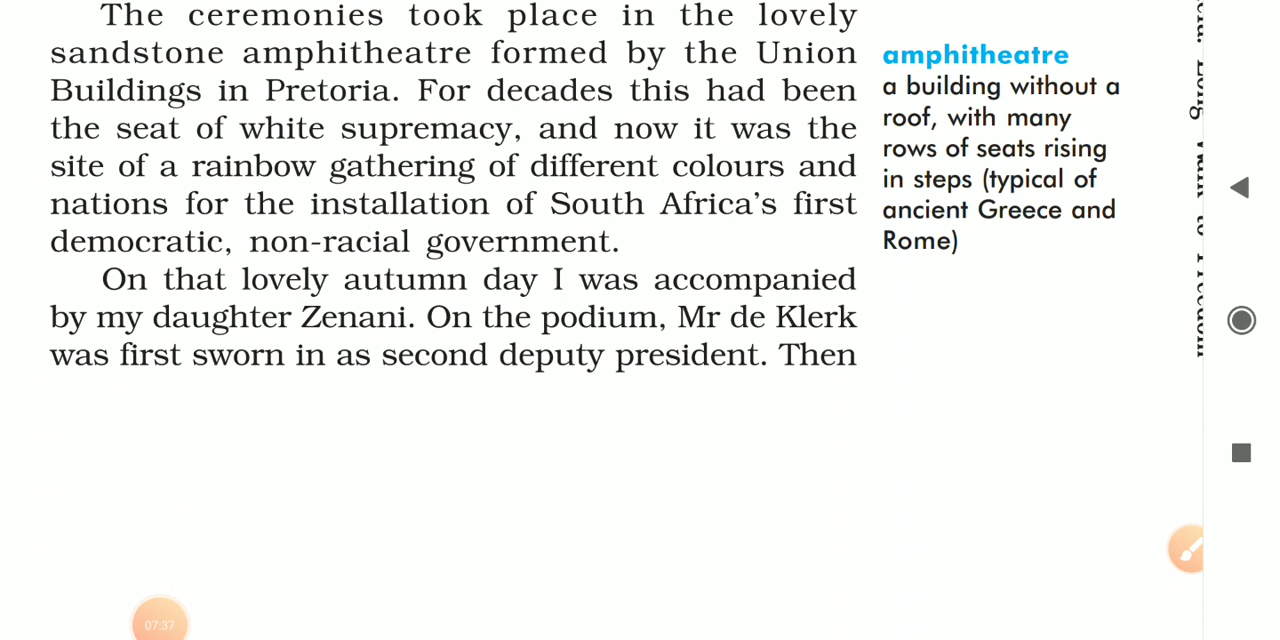 The ceremonies took place in the lovely
sandstone amphitheatre formed by the Union
Buildings in Pretoria. For decades this had been
the seat of white supremacy, and now it was the
site of a rainbow gathering of different colours and
nations for the installation of South Africa's first
democratic, non-racial government.
On that lovely autumn day I was accompanied
by my daughter Zenani. On the podium, Mr de Klerk
was first sworn in as second deputy president. Then
amphitheatre
a building without a
roof, with many
rows of seats rising
in steps (typical of
ancient Greece and
Rome)
07:37